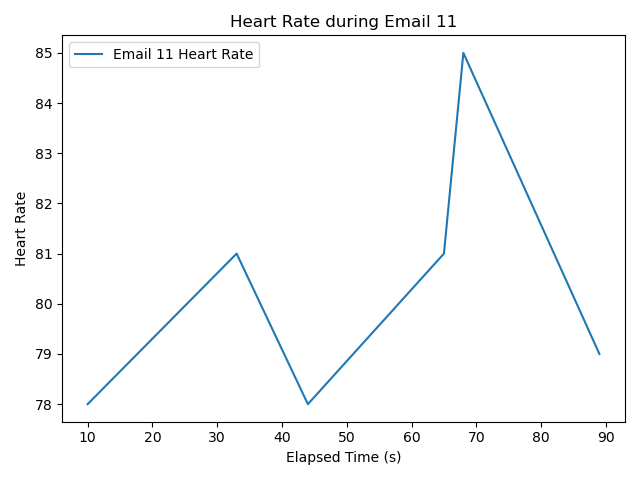 Heart Rate during Email 11
Email 11 Heart Rate
85
84
83
82
81
80
79
78
Heart Rate
10 20 30 40 50 60 70 80 90
Elapsed Time (s)